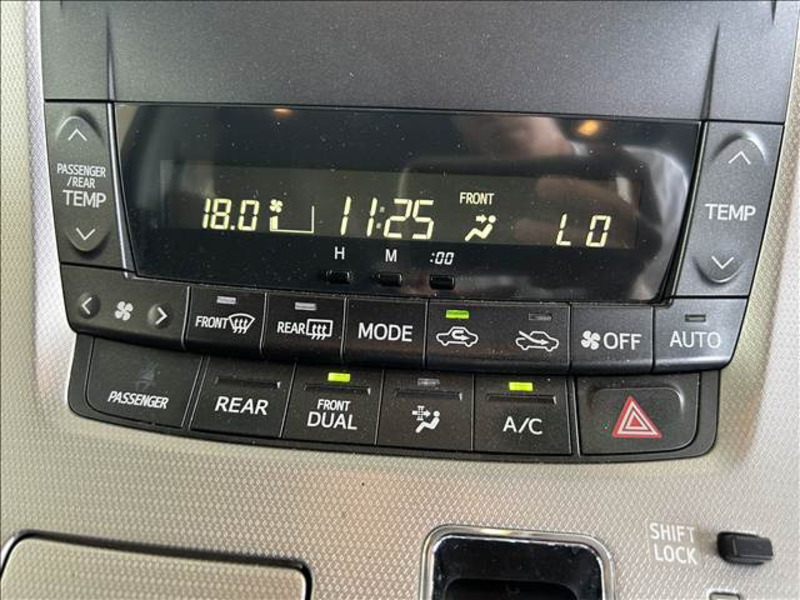 PASSENGER
/REAR
TEMP
18.0
11:25
FRONT
LO
TEMP
H M :00
FRONT
REAR
MODE
OFF
AUTO
PASSENGER
REAR
FRONT
DUAL
A/C
SHIFT
LOCK